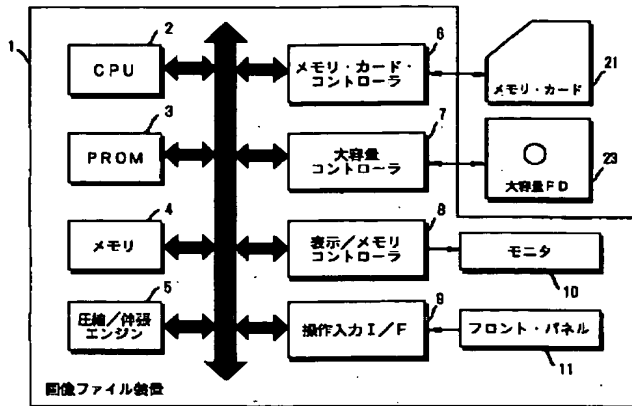 1
2
CPU
3
PROM
4
メモリ
5
圧縮/伸張
エンジン
6
メモリ・カード・
コントローラ
7
大容量
コントローラ
8
表示/メモリ
コントローラ
9
操作入力I/F
メモリ・カード
21
大容量FD
23
モニタ
10
フロント・パネル
11
画像ファイル装置